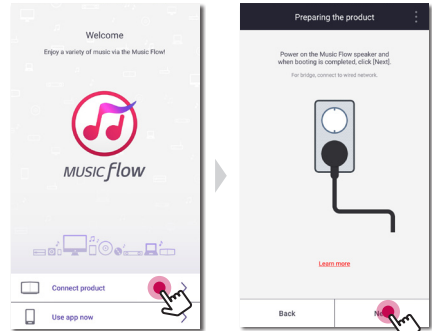 Welcome
Enjoy a variety of music via the Music Flow!
MUSIC flow
Connect product
Use app now
Preparing the product
Power on the Music Flow speaker and
when booting is completed, click [Next].
For bridge, connect to wired network.
Learn more
Back